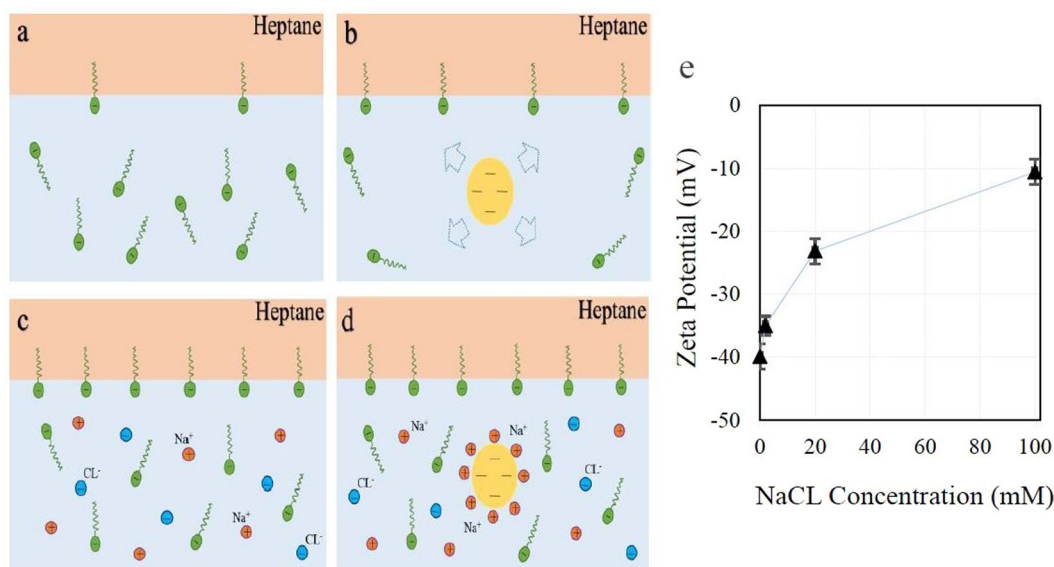 a
Heptane
b
Heptane
c
Heptane
Na⁺
CL⁻
Na⁺
CL⁻
d
Heptane
Na⁺
Na⁺
CL⁻
CL⁻
Na⁺
e
Zeta Potential (mV)
0
-10
-20
-30
-40
-50
0
20
40
60
80
100
NaCL Concentration (mM)